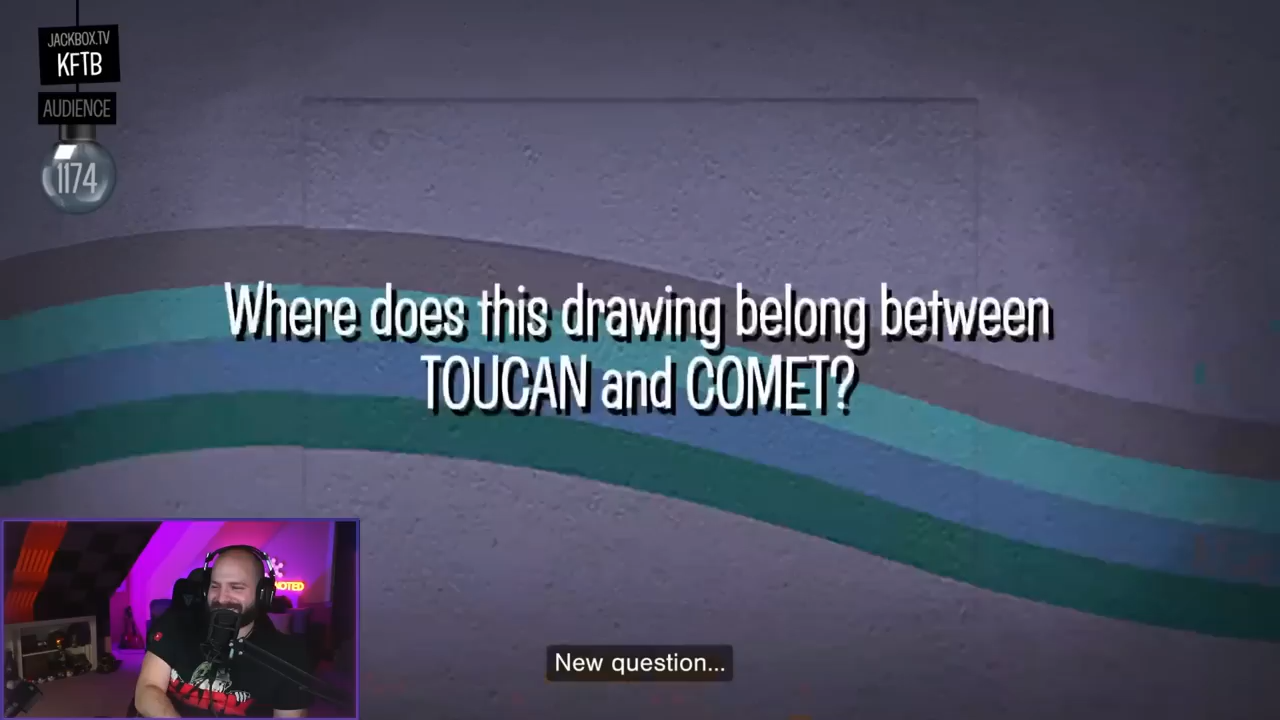 JACKBOX.TV
KFTB
AUDIENCE
1174
Where does this drawing belong between
TOUCAN and COMET?
New question...